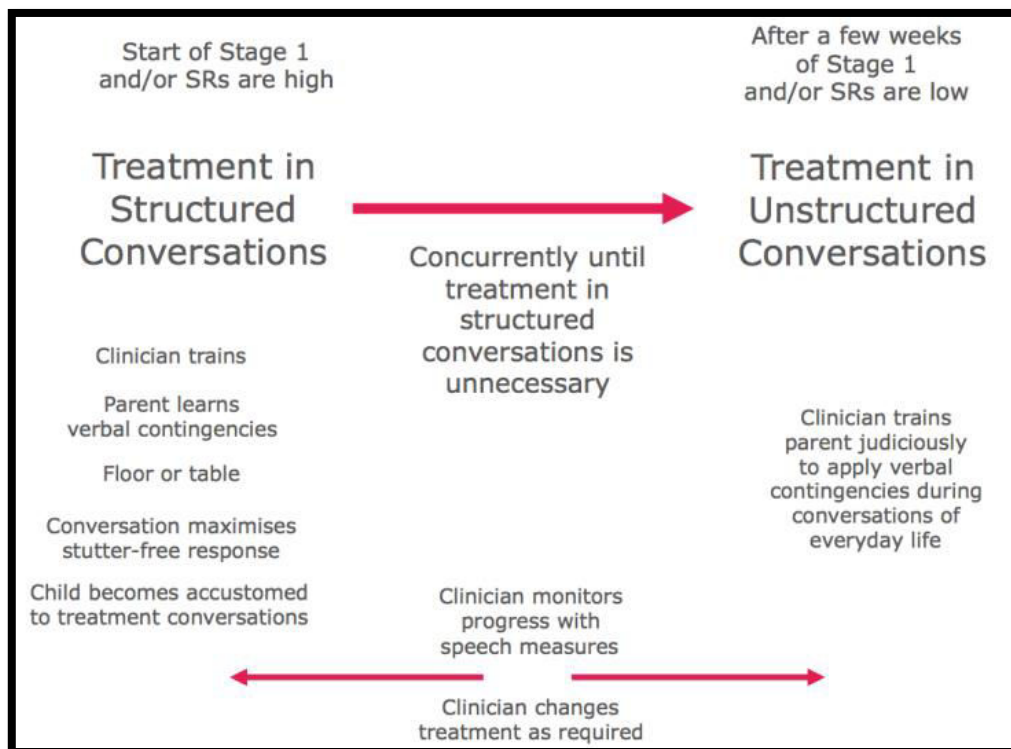 Start of Stage 1
and/or SRs are high
After a few weeks
of Stage 1
and/or SRs are low
Treatment in
Structured
Conversations
Treatment in
Unstructured
Conversations
Concurrently until
treatment in
structured
conversations is
unnecessary
Clinician trains
Parent learns
verbal contingencies
Floor or table
Conversation maximises
stutter-free response
Child becomes accustomed
to treatment conversations
Clinician trains
parent judiciously
to apply verbal
contingencies during
conversations of
everyday life
Clinician monitors
progress with
speech measures
Clinician changes
treatment as required